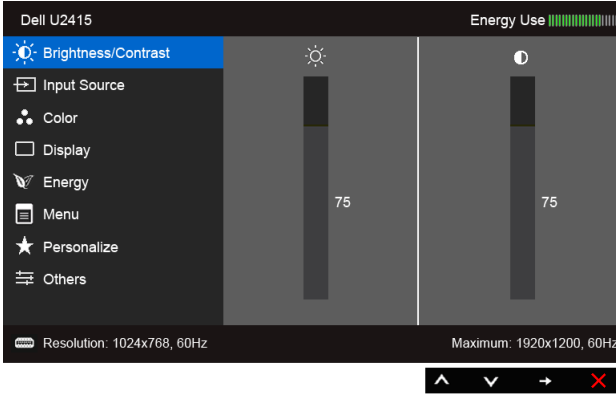 Dell U2415
Energy Use
Brightness/Contrast
Input Source
Color
Display
Energy
Menu
Personalize
Others
75
75
Resolution: 1024x768, 60Hz
Maximum: 1920x1200, 60Hz